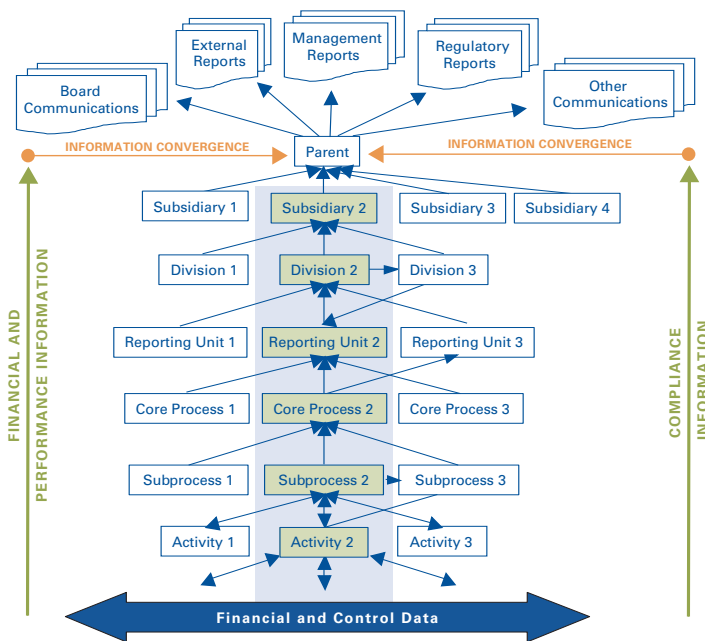 Board
Communications
External
Reports
Management
Reports
Regulatory
Reports
Other
Communications
INFORMATION CONVERGENCE
Parent
INFORMATION CONVERGENCE
Subsidiary 1
Subsidiary 2
Subsidiary 3
Subsidiary 4
Division 1
Division 2
Division 3
Reporting Unit 1
Reporting Unit 2
Reporting Unit 3
Core Process 1
Core Process 2
Core Process 3
Subprocess 1
Subprocess 2
Subprocess 3
Activity 1
Activity 2
Activity 3
FINANCIAL AND
PERFORMANCE INFORMATION
COMPLIANCE
INFORMATION
Financial and Control Data